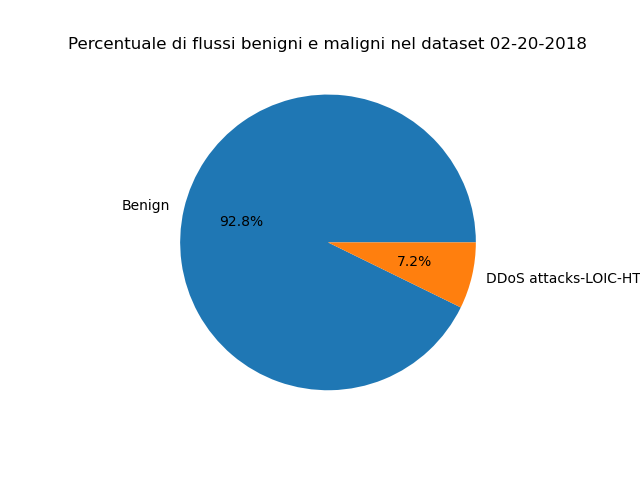 Percentuale di flussi benigni e maligni nel dataset 02-20-2018
Benign
92.8%
7.2%
DDoS attacks-LOIC-HT